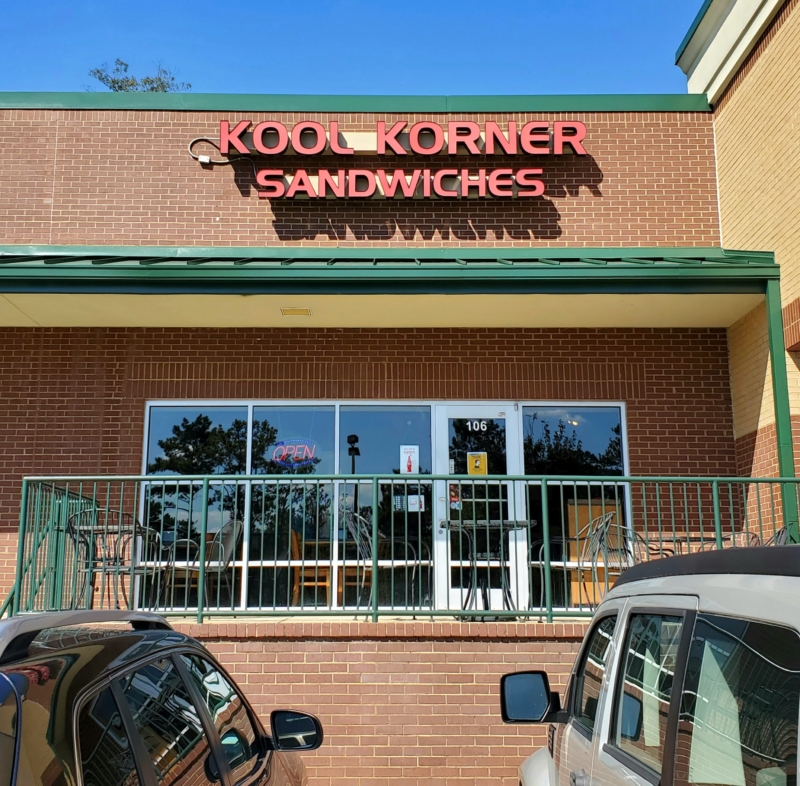 KOOL KORNER
SANDWICHES
106
OPEN